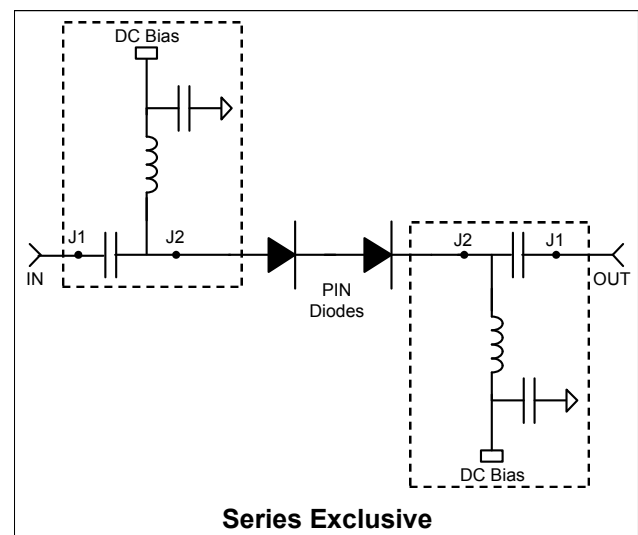 DC Bias
J1
J2
IN
PIN
Diodes
J2
J1
OUT
DC Bias
Series Exclusive